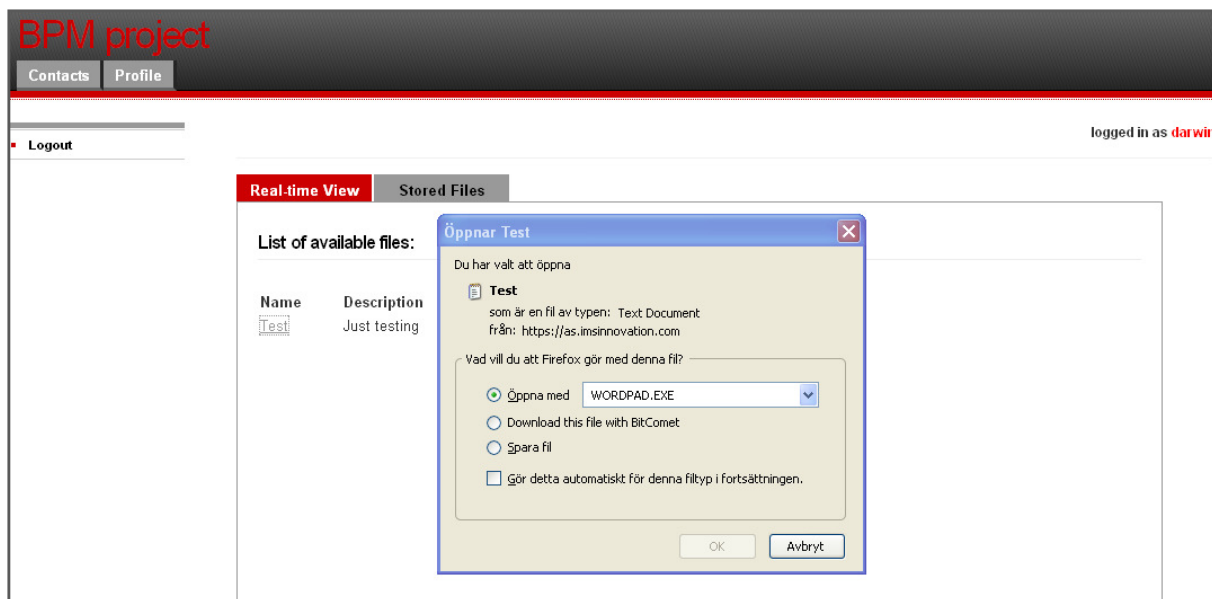 BPM project
Contacts Profile
Logout
logged in as darwin
Real-time View Stored Files
List of available files:
Name Description
Test Just testing
Öppnar Test
Du har valt att öppna
Test
som är en fil av typen: Text Document
från: https://as.imsinnovation.com
Vad vill du att Firefox gör med denna fil?
Öppna med WORDPAD.EXE
Download this file with BitComet
Spara fil
Gör detta automatiskt för denna filtyp i fortsättningen.
OK Avbryt